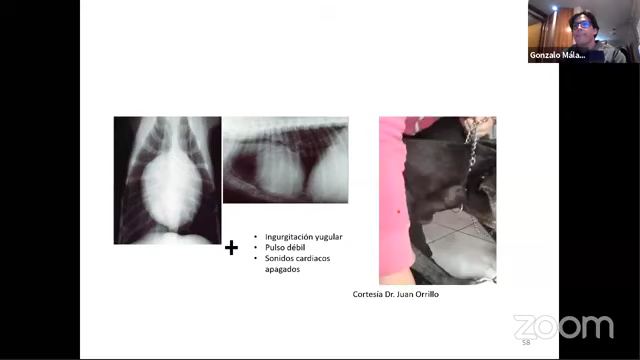 Gonzalo Mála...
+
• Ingurgitación yugular
• Pulso débil
• Sonidos cardiacos
apagados
Cortesía Dr. Juan Orrillo
zoom
58